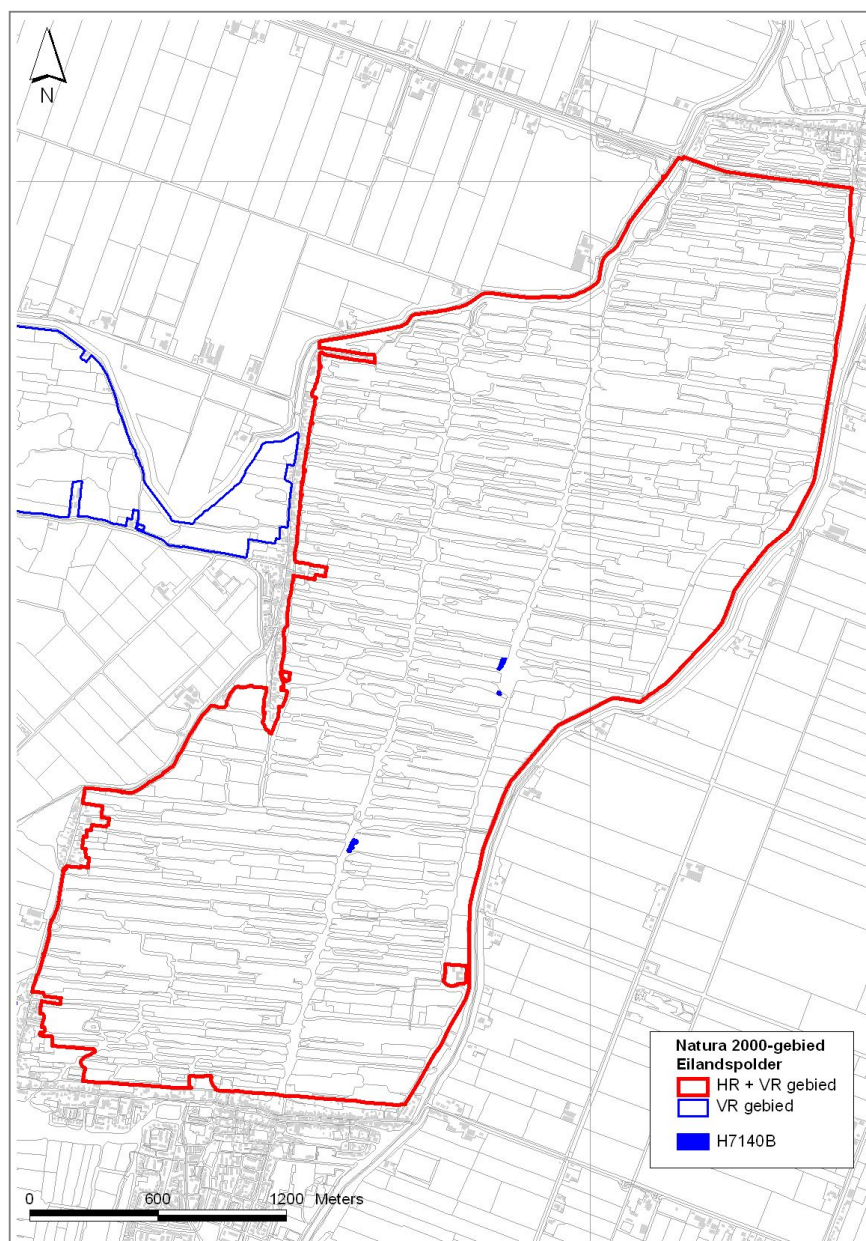 N
Natura 2000-gebied
Eilandspolder
HR + VR gebied
VR gebied
H7140B
0 600 1200 Meters